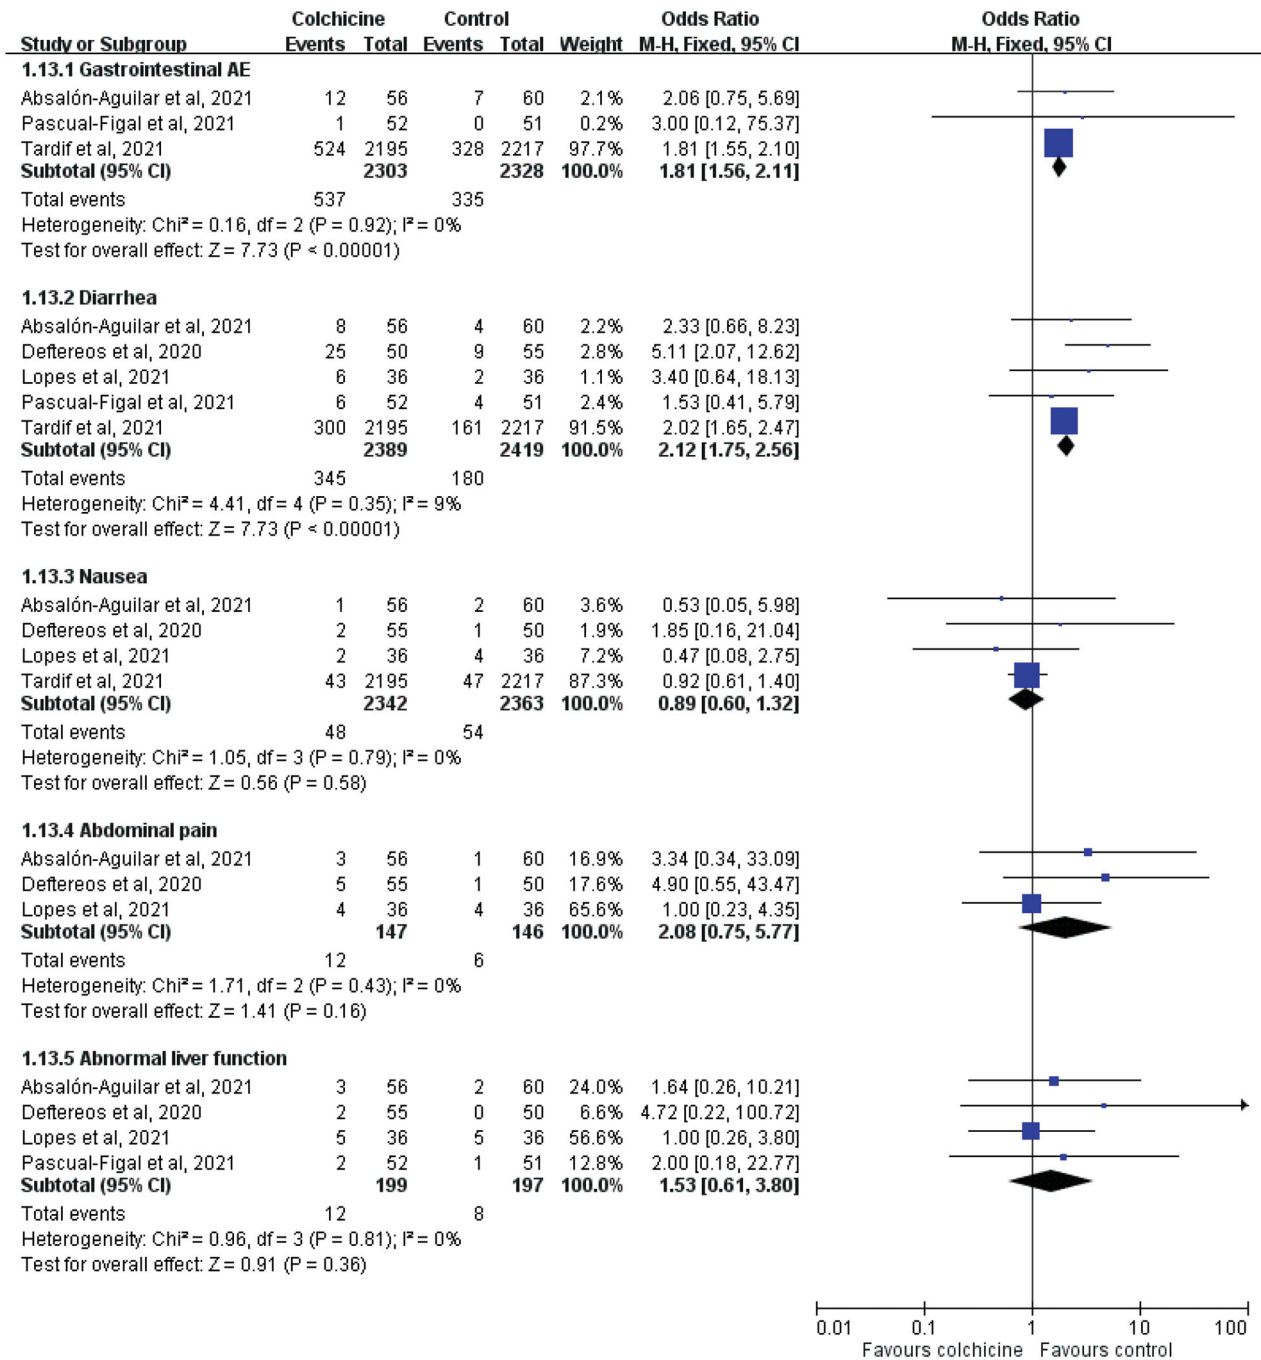 Colchicine Control Odds Ratio Odds Ratio
Study or Subgroup Events Total Events Total Weight M-H, Fixed, 95% CI M-H, Fixed, 95% CI
1.13.1 Gastrointestinal AE
Absalón-Aguilar et al, 2021 12 56 7 60 2.1% 2.06 [0.75, 5.69]
Pascual-Figal et al, 2021 1 52 0 51 0.2% 3.00 [0.12, 75.37]
Tardif et al, 2021 524 2195 328 2217 97.7% 1.81 [1.55, 2.10]
Subtotal (95% CI) 2303 2328 100.0% 1.81 [1.56, 2.11]
Total events 537 335
Heterogeneity: Chi² = 0.16, df = 2 (P = 0.92); I² = 0%
Test for overall effect: Z = 7.73 (P < 0.00001)
1.13.2 Diarrhea
Absalón-Aguilar et al, 2021 8 56 4 60 2.2% 2.33 [0.66, 8.23]
Deftereos et al, 2020 25 50 9 55 2.8% 5.11 [2.07, 12.62]
Lopes et al, 2021 6 36 2 36 1.1% 3.40 [0.64, 18.13]
Pascual-Figal et al, 2021 6 52 4 51 2.4% 1.53 [0.41, 5.79]
Tardif et al, 2021 300 2195 161 2217 91.5% 2.02 [1.65, 2.47]
Subtotal (95% CI) 2389 2419 100.0% 2.12 [1.75, 2.56]
Total events 345 180
Heterogeneity: Chi² = 4.41, df = 4 (P = 0.35); I² = 9%
Test for overall effect: Z = 7.73 (P < 0.00001)
1.13.3 Nausea
Absalón-Aguilar et al, 2021 1 56 2 60 3.6% 0.53 [0.05, 5.98]
Deftereos et al, 2020 2 55 1 50 1.9% 1.85 [0.16, 21.04]
Lopes et al, 2021 2 36 4 36 7.2% 0.47 [0.08, 2.75]
Tardif et al, 2021 43 2195 47 2217 87.3% 0.92 [0.61, 1.40]
Subtotal (95% CI) 2342 2363 100.0% 0.89 [0.60, 1.32]
Total events 48 54
Heterogeneity: Chi² = 1.05, df = 3 (P = 0.79); I² = 0%
Test for overall effect: Z = 0.56 (P = 0.58)
1.13.4 Abdominal pain
Absalón-Aguilar et al, 2021 3 56 1 60 16.9% 3.34 [0.34, 33.09]
Deftereos et al, 2020 5 55 1 50 17.6% 4.90 [0.55, 43.47]
Lopes et al, 2021 4 36 4 36 65.6% 1.00 [0.23, 4.35]
Subtotal (95% CI) 147 146 100.0% 2.08 [0.75, 5.77]
Total events 12 6
Heterogeneity: Chi² = 1.71, df = 2 (P = 0.43); I² = 0%
Test for overall effect: Z = 1.41 (P = 0.16)
1.13.5 Abnormal liver function
Absalón-Aguilar et al, 2021 3 56 2 60 24.0% 1.64 [0.26, 10.21]
Deftereos et al, 2020 2 55 0 50 6.6% 4.72 [0.22, 100.72]
Lopes et al, 2021 5 36 5 36 56.6% 1.00 [0.26, 3.80]
Pascual-Figal et al, 2021 2 52 1 51 12.8% 2.00 [0.18, 22.77]
Subtotal (95% CI) 199 197 100.0% 1.53 [0.61, 3.80]
Total events 12 8
Heterogeneity: Chi² = 0.96, df = 3 (P = 0.81); I² = 0%
Test for overall effect: Z = 0.91 (P = 0.36)
0.01 0.1 1 10 100
Favours colchicine Favours control